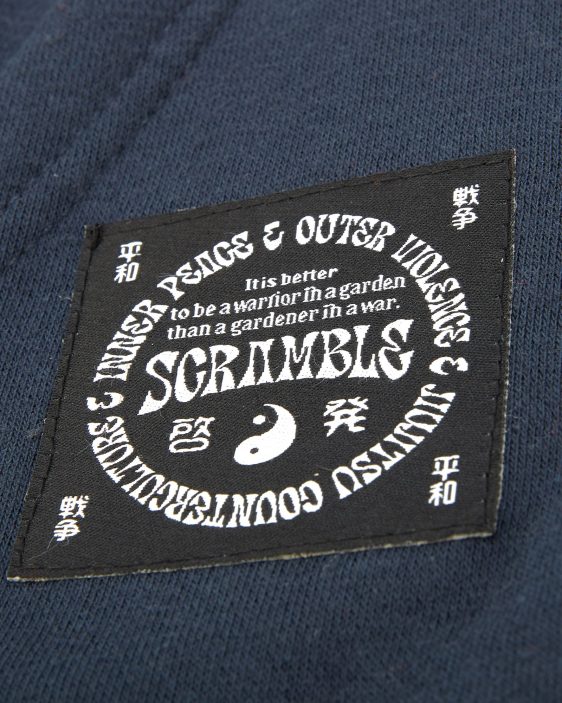 平和
戦争
INNER PEACE & OUTER VIOLENCE & JIUJITSU COUNTERCULTURE &
It is better
to be a warrior in a garden
than a gardener in a war.
SCRAMBLE
啓 発
戦争
平和